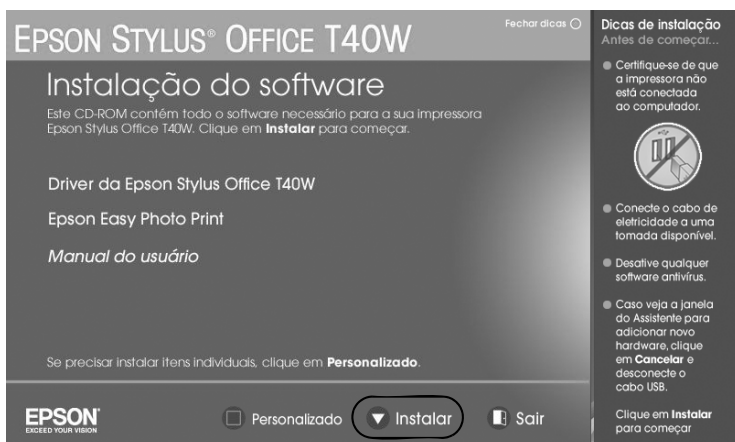 EPSON STYLUS® OFFICE T40W
Fechar dicas
Instalação do software
Este CD-ROM contém todo o software necessário para a sua impressora
Epson Stylus Office T40W. Clique em Instalar para começar.
Driver da Epson Stylus Office T40W
Epson Easy Photo Print
Manual do usuário
Se precisar instalar itens individuais, clique em Personalizado.
EPSON®
EXCEED YOUR VISION
Personalizado
Instalar
Sair
Dicas de instalação
Antes de começar...
Certifique-se de que
a impressora não
está conectada
ao computador.
Conecte o cabo de
eletricidade a uma
tomada disponível.
Desative qualquer
software antivírus.
Caso veja a janela
do Assistente para
adicionar novo
hardware, clique
em Cancelar e
desconecte o
cabo USB.
Clique em Instalar
para começar